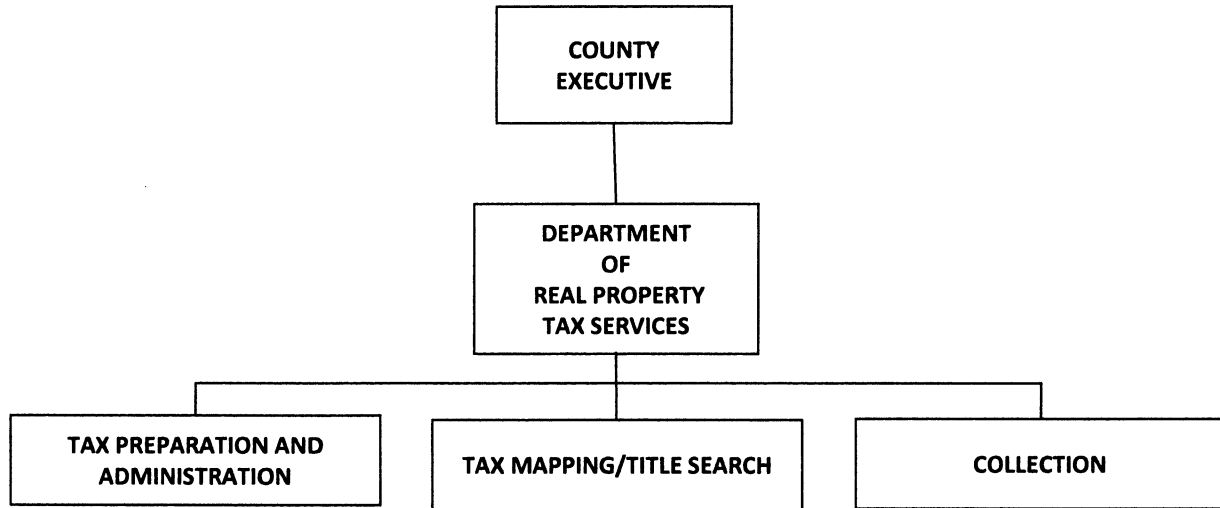 COUNTY
EXECUTIVE
DEPARTMENT
OF
REAL PROPERTY
TAX SERVICES
TAX PREPARATION AND
ADMINISTRATION
TAX MAPPING/TITLE SEARCH
COLLECTION